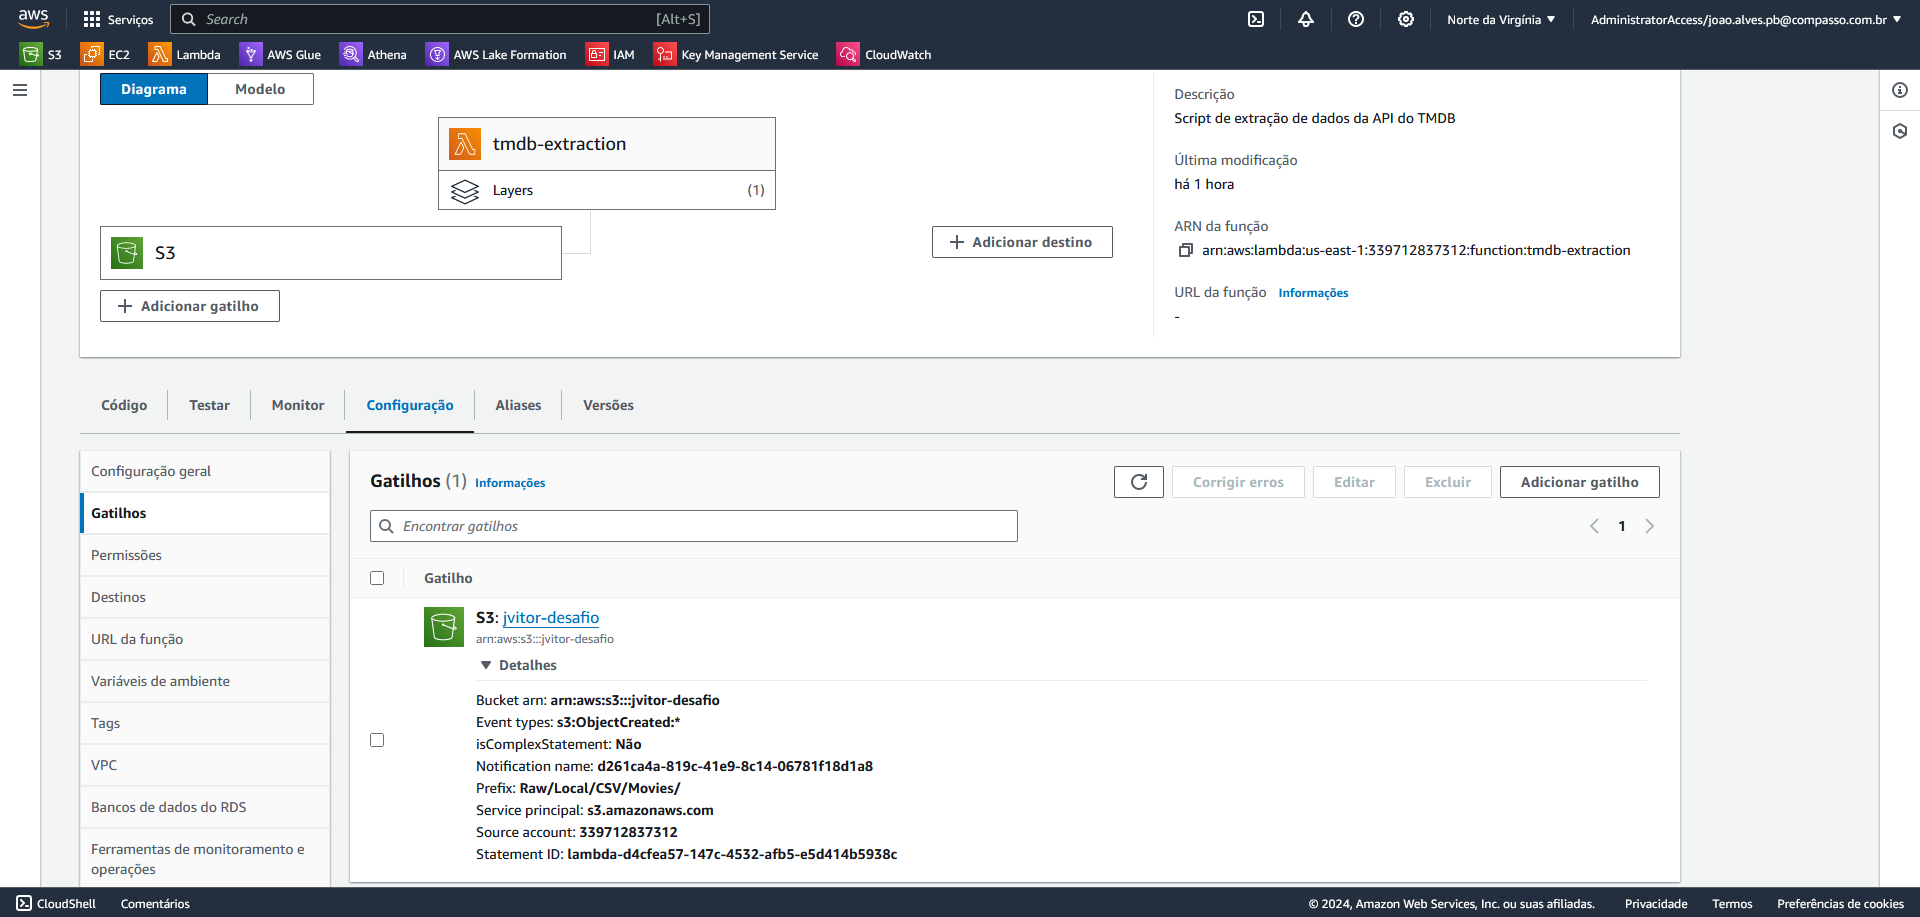 aws
Serviços
Search
[Alt+S]
Norte da Virgínia
AdministratorAccess/joao.alves.pb@compasso.com.br
S3
EC2
Lambda
AWS Glue
Athena
AWS Lake Formation
IAM
Key Management Service
CloudWatch
Diagrama
Modelo
tmdb-extraction
Layers
(1)
S3
Adicionar gatilho
Adicionar destino
Descrição
Script de extração de dados da API do TMDB
Última modificação
há 1 hora
ARN da função
arn:aws:lambda:us-east-1:339712837312:function:tmdb-extraction
URL da função Informações
-
Código
Testar
Monitor
Configuração
Aliases
Versões
Configuração geral
Gatilhos
Permissões
Destinos
URL da função
Variáveis de ambiente
Tags
VPC
Bancos de dados do RDS
Ferramentas de monitoramento e
operações
Gatilhos (1) Informações
Corrigir erros
Editar
Excluir
Adicionar gatilho
Encontrar gatilhos
1
Gatilho
S3: jvitor-desafio
arn:aws:s3:::jvitor-desafio
Detalhes
Bucket arn: arn:aws:s3:::jvitor-desafio
Event types: s3:ObjectCreated:*
isComplexStatement: Não
Notification name: d261ca4a-819c-41e9-8c14-06781f18d1a8
Prefix: Raw/Local/CSV/Movies/
Service principal: s3.amazonaws.com
Source account: 339712837312
Statement ID: lambda-d4cfea57-147c-4532-afb5-e5d414b5938c
CloudShell
Comentários
© 2024, Amazon Web Services, Inc. ou suas afiliadas.
Privacidade
Termos
Preferências de cookies